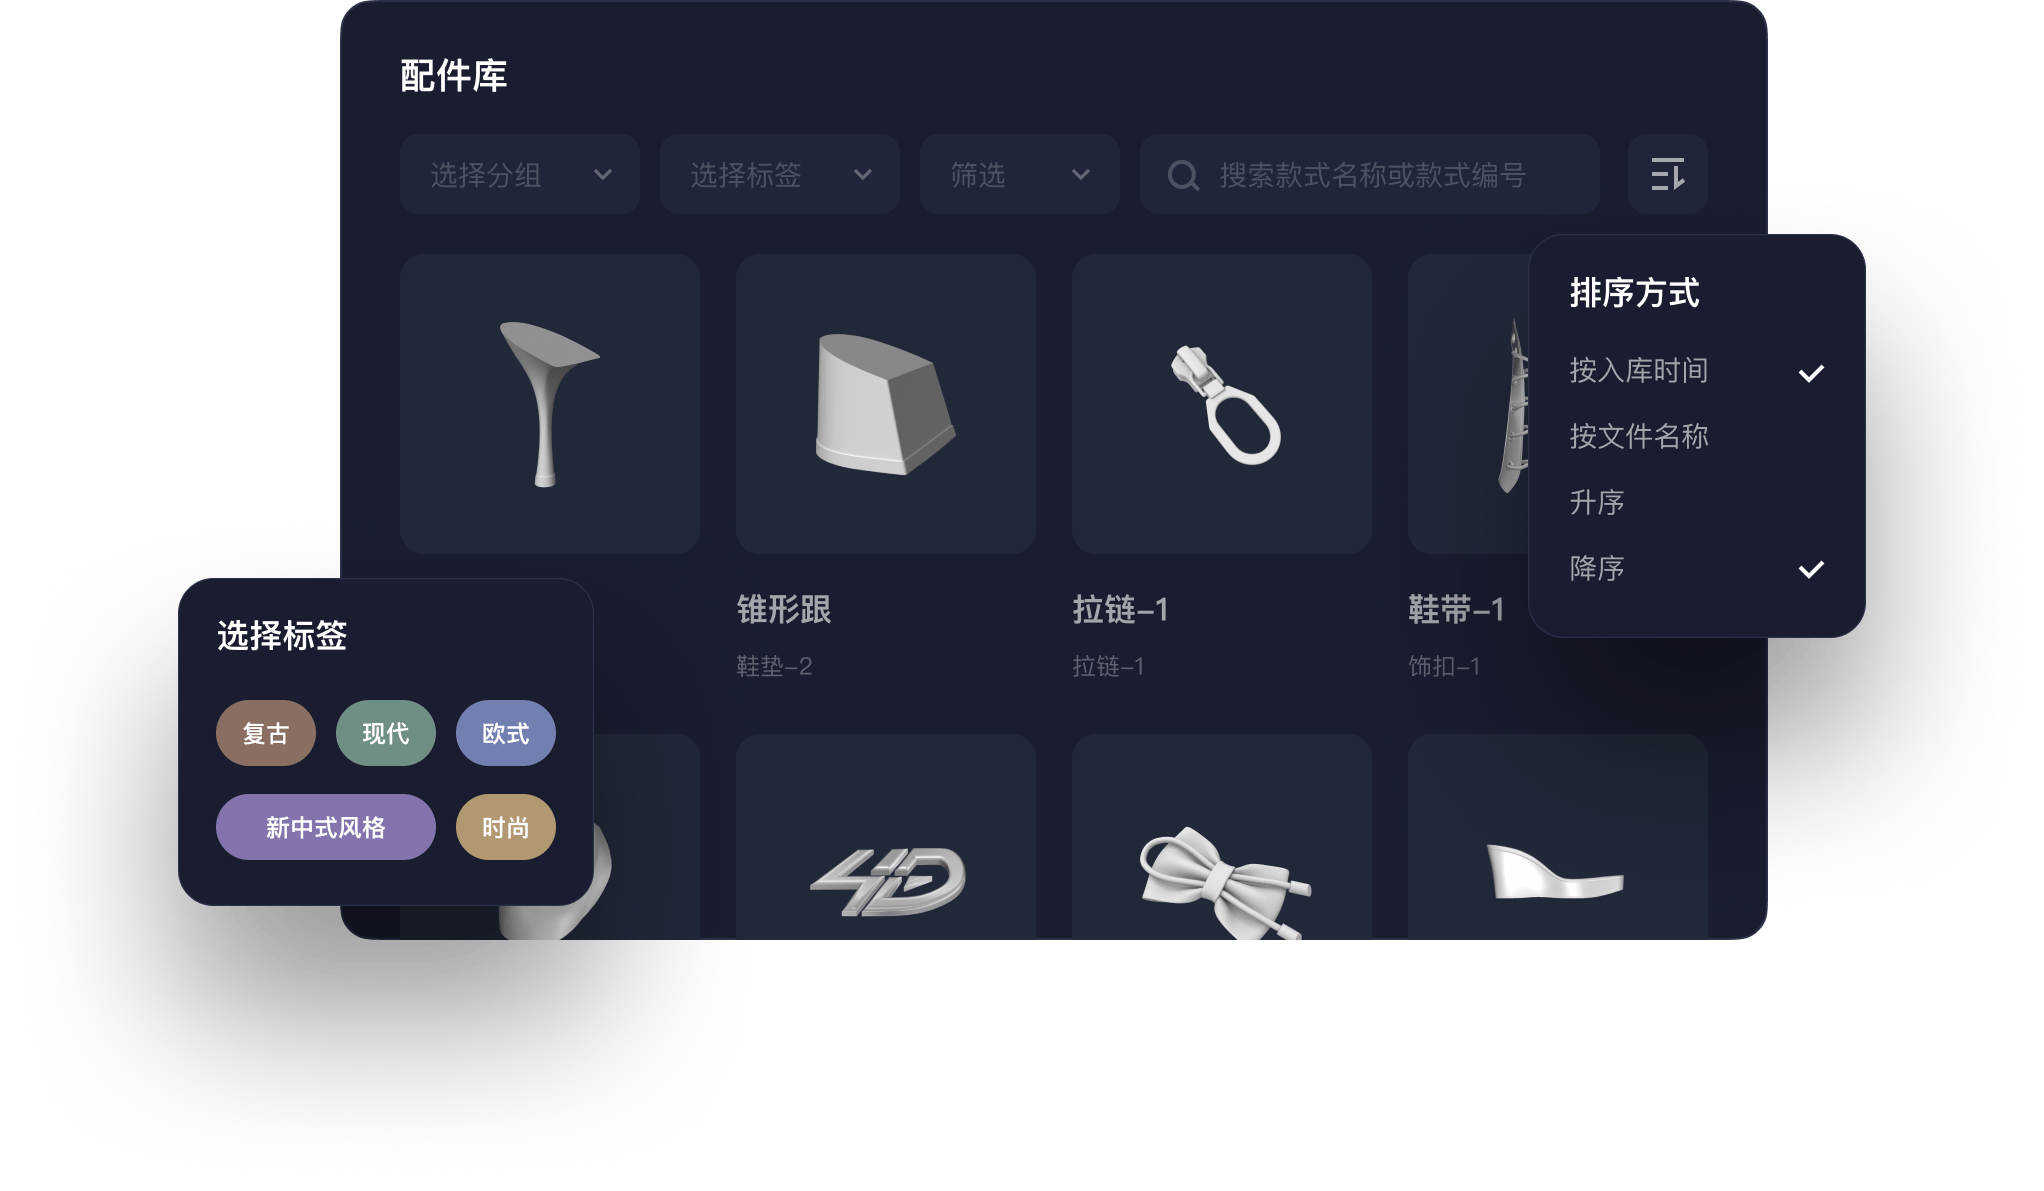 配件库
选择分组
选择标签
筛选
搜索款式名称或款式编号
排序方式
按入库时间
按文件名称
升序
降序
锥形跟
拉链–1
鞋带–1
鞋垫–2
拉链–1
饰扣–1
选择标签
复古
现代
欧式
新中式风格
时尚
4D